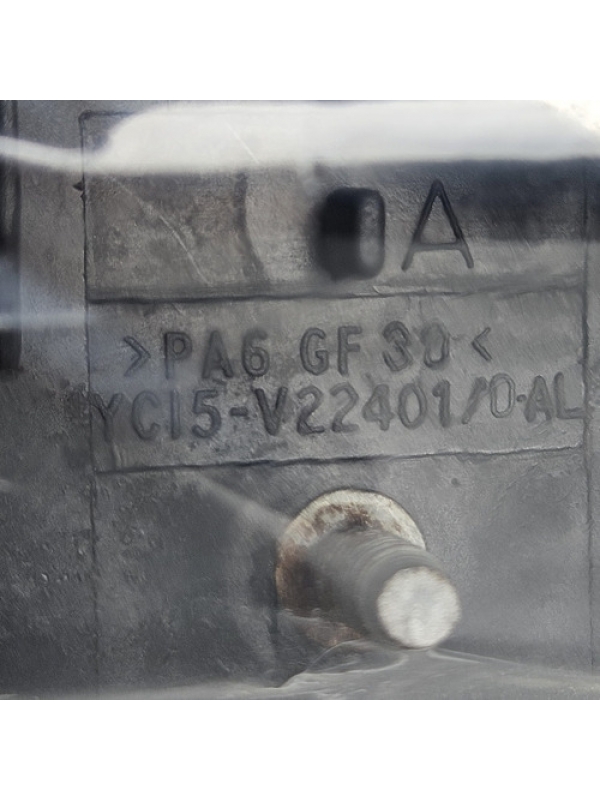 A
>PA6 GF 30<
YC15-V22401/0-AL